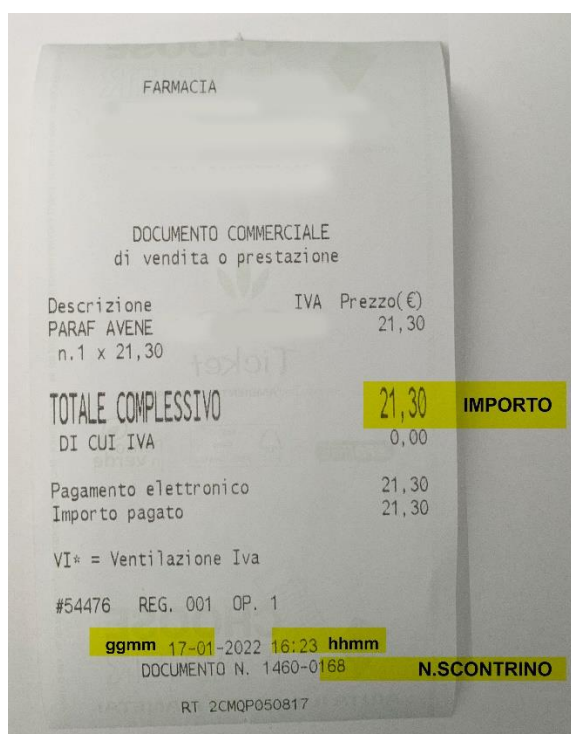 FARMACIA
DOCUMENTO COMMERCIALE
di vendita o prestazione
Descrizione IVA Prezzo(€)
PARAF AVENE 21,30
n.1 x 21,30
TOTALE COMPLESSIVO 21,30 IMPORTO
DI CUI IVA 0,00
Pagamento elettronico 21,30
Importo pagato 21,30
VI* = Ventilazione Iva
#54476 REG. 001 OP. 1
ggmm 17-01-2022 16:23 hhmm
DOCUMENTO N. 1460-0168 N.SCONTRINO
RT 2CMQP050817